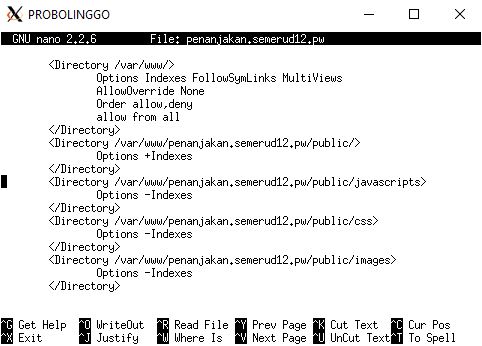 PROBOLINGGO
GNU nano 2.2.6 File: penanjakan.semerud12.pw
<Directory /var/www/>
Options Indexes FollowSymLinks MultiViews
AllowOverride None
Order allow,deny
allow from all
</Directory>
<Directory /var/www/penanjakan.semerud12.pw/public/>
Options +Indexes
</Directory>
<Directory /var/www/penanjakan.semerud12.pw/public/javascripts>
Options -Indexes
</Directory>
<Directory /var/www/penanjakan.semerud12.pw/public/css>
Options -Indexes
</Directory>
<Directory /var/www/penanjakan.semerud12.pw/public/images>
Options -Indexes
</Directory>
^G Get Help ^O WriteOut ^R Read File ^Y Prev Page ^K Cut Text ^C Cur Pos
^X Exit ^J Justify ^W Where Is ^V Next Page ^U UnCut Text ^T To Spell